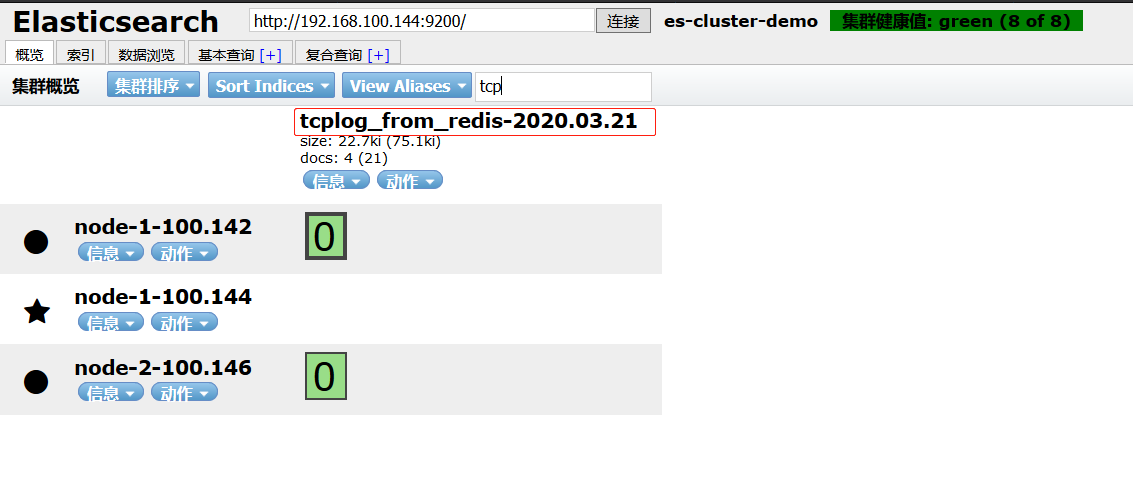 Elasticsearch http://192.168.100.144:9200/ 连接 es-cluster-demo 集群健康值: green (8 of 8)
概览 索引 数据浏览 基本查询 [+] 复合查询 [+]
集群概览 集群排序 Sort Indices View Aliases tcp
tcplog_from_redis-2020.03.21
size: 22.7ki (75.1ki)
docs: 4 (21)
信息 动作
node-1-100.142 0
信息 动作
node-1-100.144
信息 动作
node-2-100.146 0
信息 动作